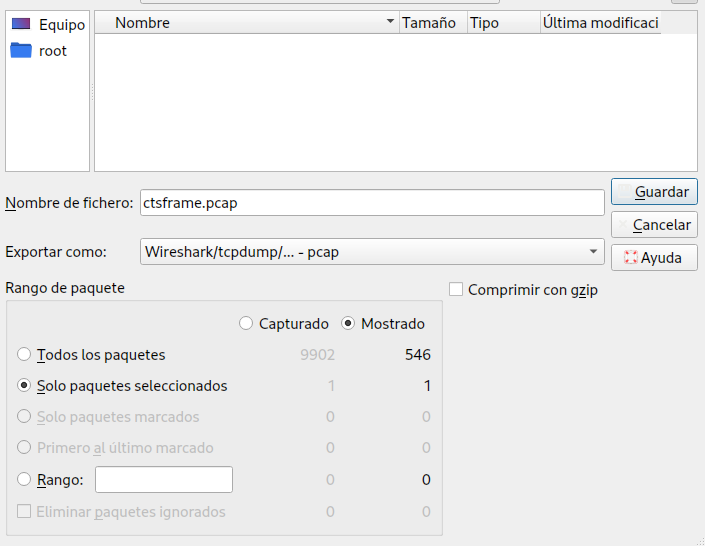 Nombre Tamaño Tipo Última modificaci
Equipo
root
Nombre de fichero: ctsframe.pcap Guardar
Cancelar
Exportar como: Wireshark/tcpdump/... - pcap Ayuda
Rango de paquete Comprimir con gzip
Capturado Mostrado
Todos los paquetes 9902 546
Solo paquetes seleccionados 1 1
Solo paquetes marcados 0 0
Primero al último marcado 0 0
Rango: 0 0
Eliminar paquetes ignorados 0 0